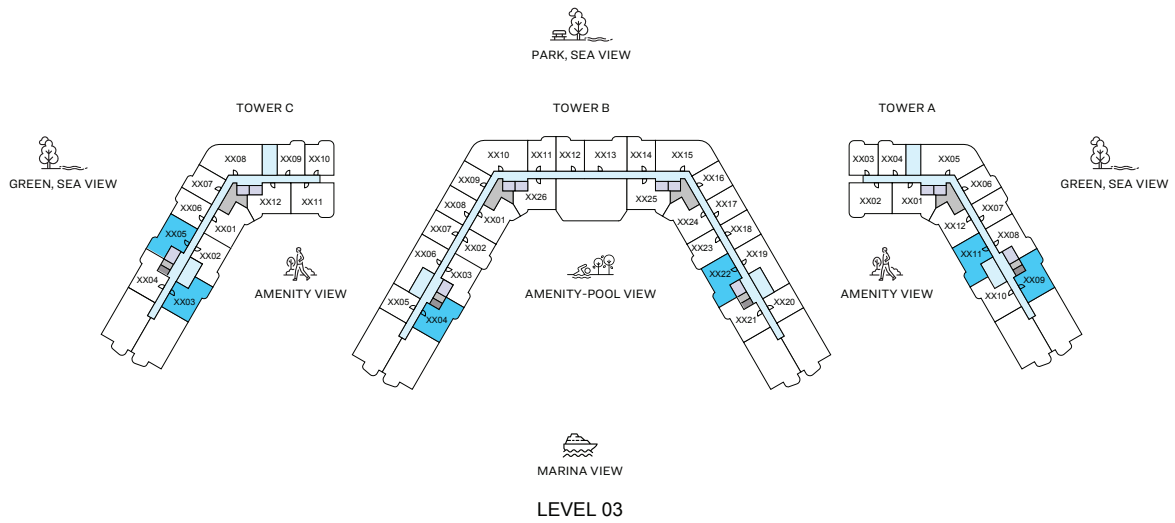 PARK, SEA VIEW
TOWER C
TOWER B
TOWER A
GREEN, SEA VIEW
GREEN, SEA VIEW
AMENITY VIEW
AMENITY-POOL VIEW
AMENITY VIEW
XX08
XX09
XX10
XX07
XX12
XX11
XX06
XX01
XX05
XX02
XX04
XX03
XX10
XX11
XX12
XX13
XX14
XX15
XX09
XX26
XX25
XX16
XX08
XX01
XX24
XX17
XX07
XX02
XX23
XX18
XX06
XX03
XX22
XX19
XX05
XX04
XX21
XX20
XX03
XX04
XX05
XX02
XX01
XX06
XX12
XX07
XX11
XX08
XX10
XX09
MARINA VIEW
LEVEL 03